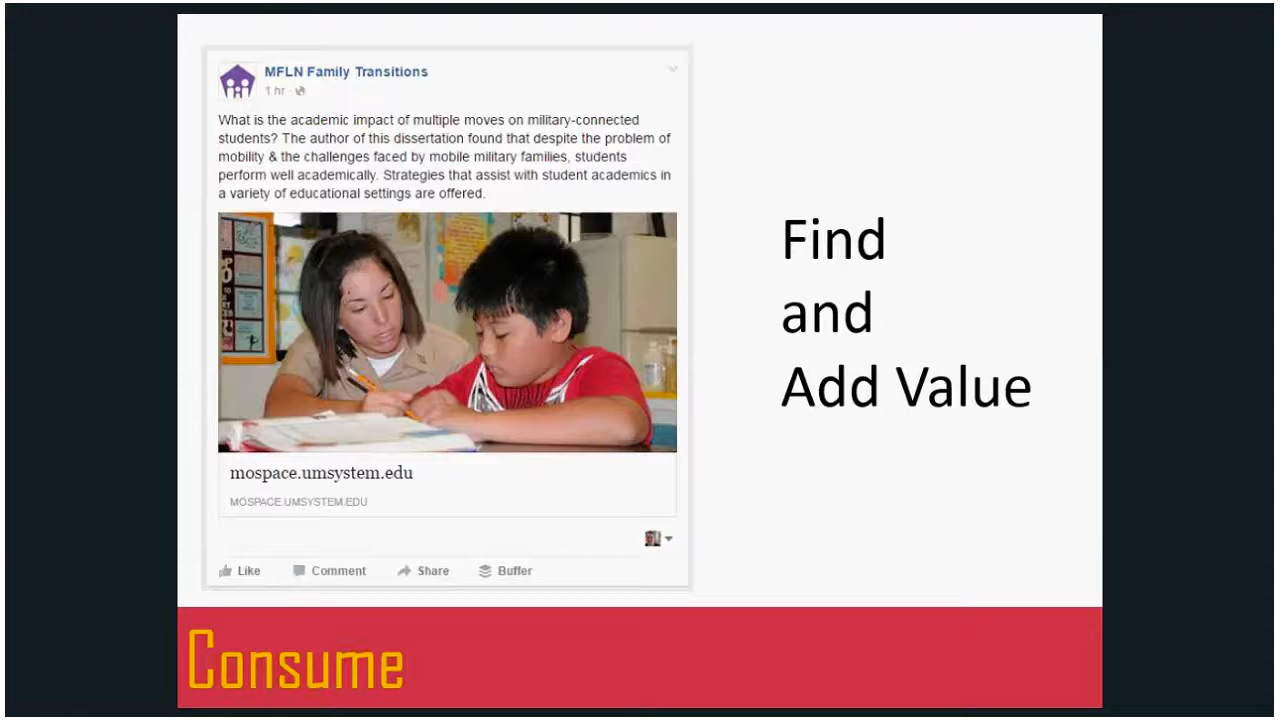 MFLN Family Transitions
1 hr ·
What is the academic impact of multiple moves on military-connected
students? The author of this dissertation found that despite the problem of
mobility & the challenges faced by mobile military families, students
perform well academically. Strategies that assist with student academics in
a variety of educational settings are offered.
mospace.umsystem.edu
MOSPACE.UMSYSTEM.EDU
Like Comment Share Buffer
Find
and
Add Value
Consume